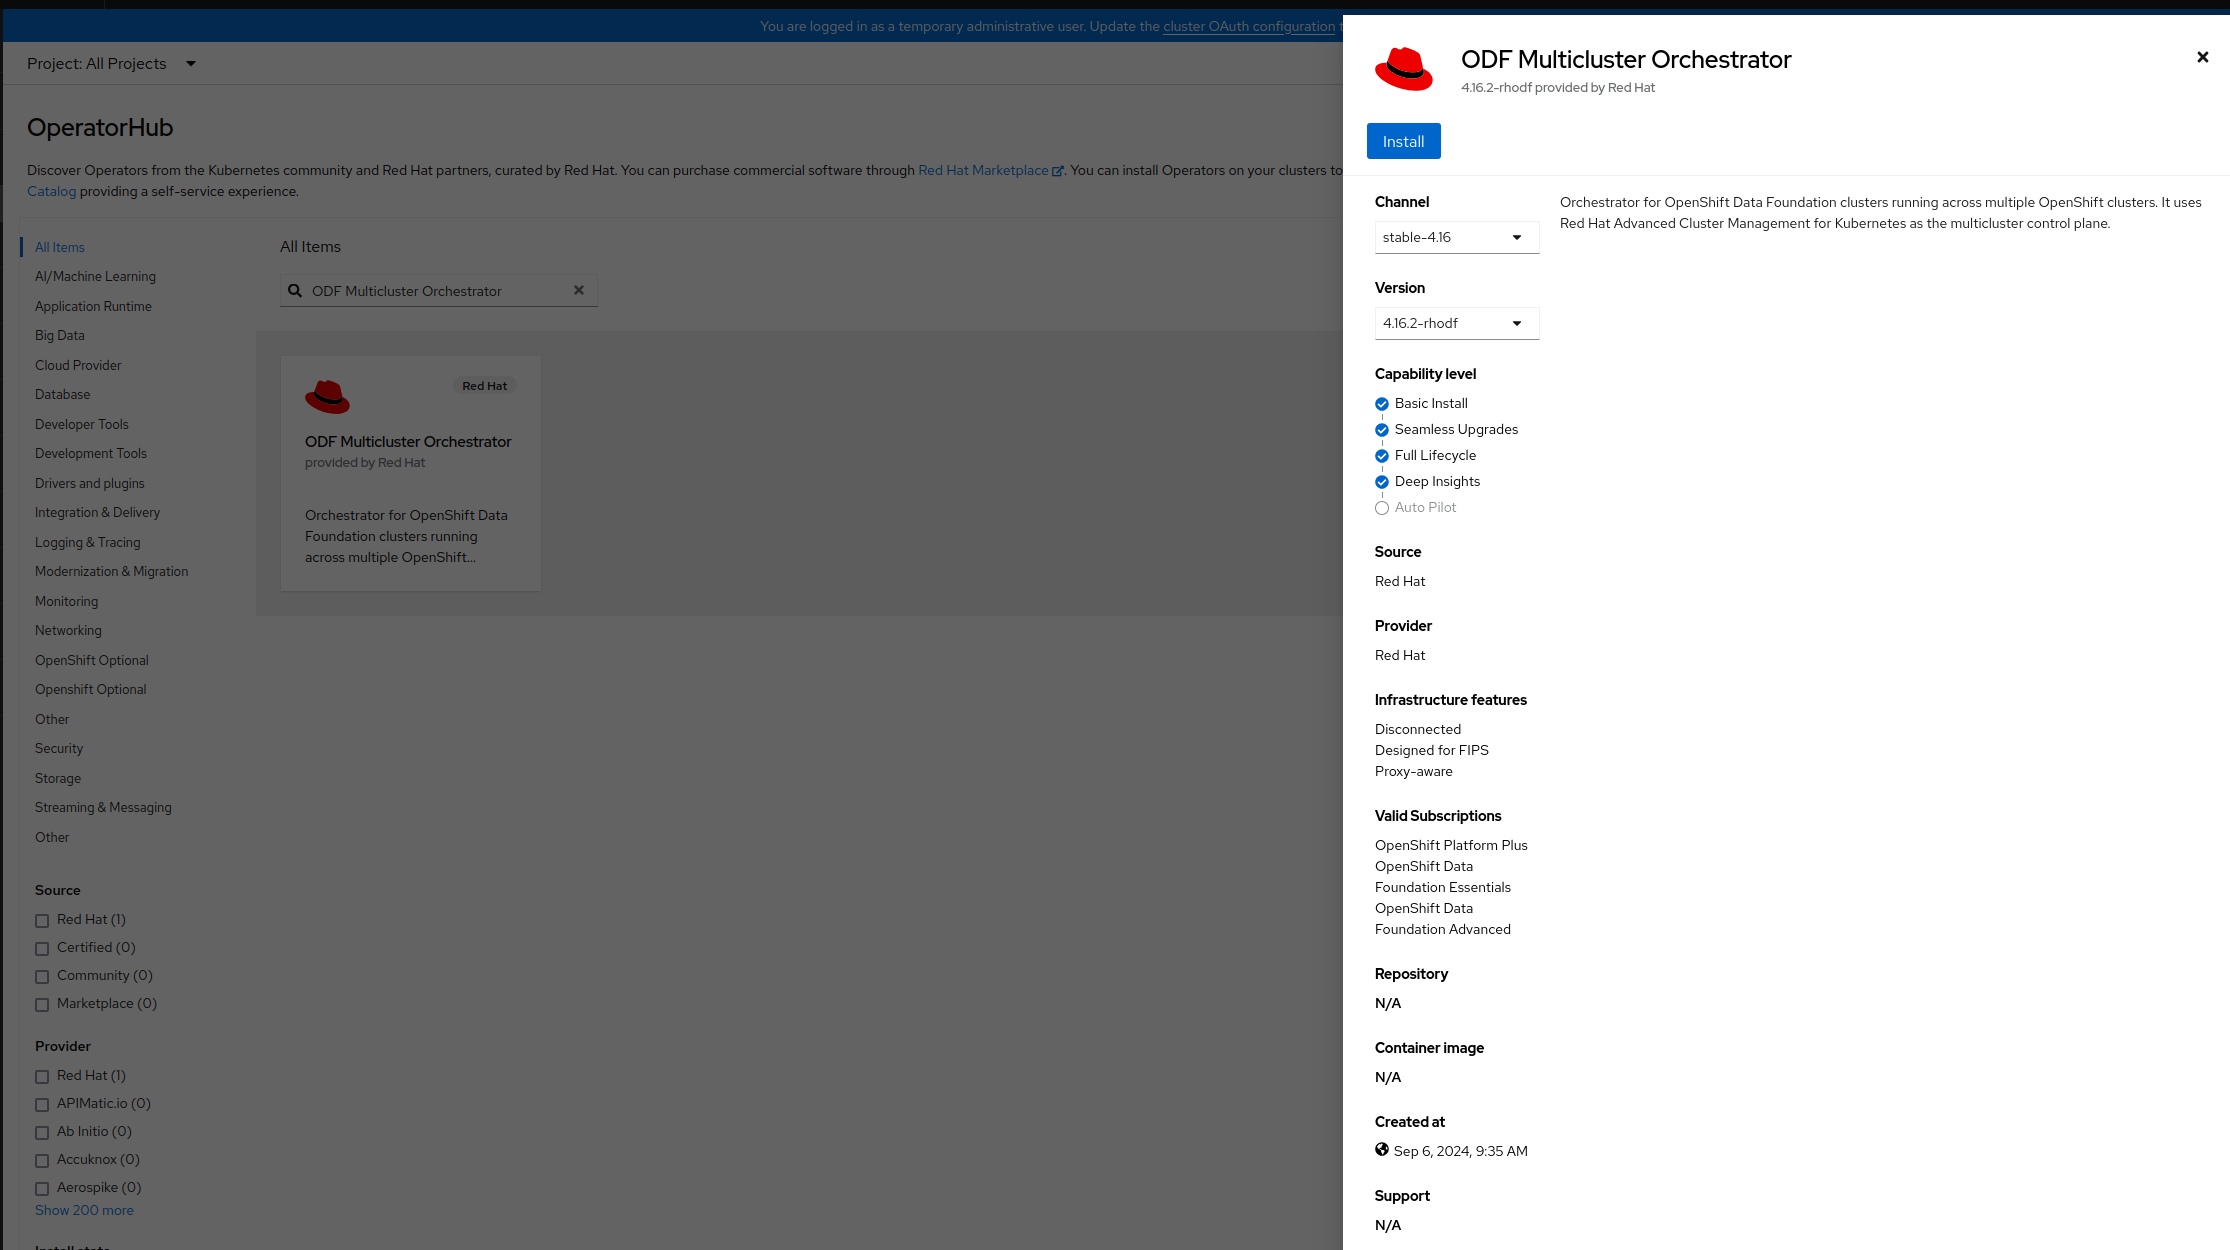 You are logged in as a temporary administrative user. Update the cluster OAuth configuration
Project: All Projects
OperatorHub
Discover Operators from the Kubernetes community and Red Hat partners, curated by Red Hat. You can purchase commercial software through Red Hat Marketplace. You can install Operators on your clusters to
Catalog providing a self-service experience.
All Items
AI/Machine Learning
Application Runtime
Big Data
Cloud Provider
Database
Developer Tools
Development Tools
Drivers and plugins
Integration & Delivery
Logging & Tracing
Modernization & Migration
Monitoring
Networking
OpenShift Optional
Openshift Optional
Other
Security
Storage
Streaming & Messaging
Other
Source
Red Hat (1)
Certified (0)
Community (0)
Marketplace (0)
Provider
Red Hat (1)
APIMatic.io (0)
Ab Initio (0)
Accuknox (0)
Aerospike (0)
Show 200 more
All Items
ODF Multicluster Orchestrator
Red Hat
ODF Multicluster Orchestrator
provided by Red Hat
Orchestrator for OpenShift Data
Foundation clusters running
across multiple OpenShift...
ODF Multicluster Orchestrator
4.16.2-rhodf provided by Red Hat
Install
Channel
stable-4.16
Version
4.16.2-rhodf
Capability level
Basic Install
Seamless Upgrades
Full Lifecycle
Deep Insights
Auto Pilot
Source
Red Hat
Provider
Red Hat
Infrastructure features
Disconnected
Designed for FIPS
Proxy-aware
Valid Subscriptions
OpenShift Platform Plus
OpenShift Data
Foundation Essentials
OpenShift Data
Foundation Advanced
Repository
N/A
Container image
N/A
Created at
Sep 6, 2024, 9:35 AM
Support
N/A
Orchestrator for OpenShift Data Foundation clusters running across multiple OpenShift clusters. It uses
Red Hat Advanced Cluster Management for Kubernetes as the multicluster control plane.